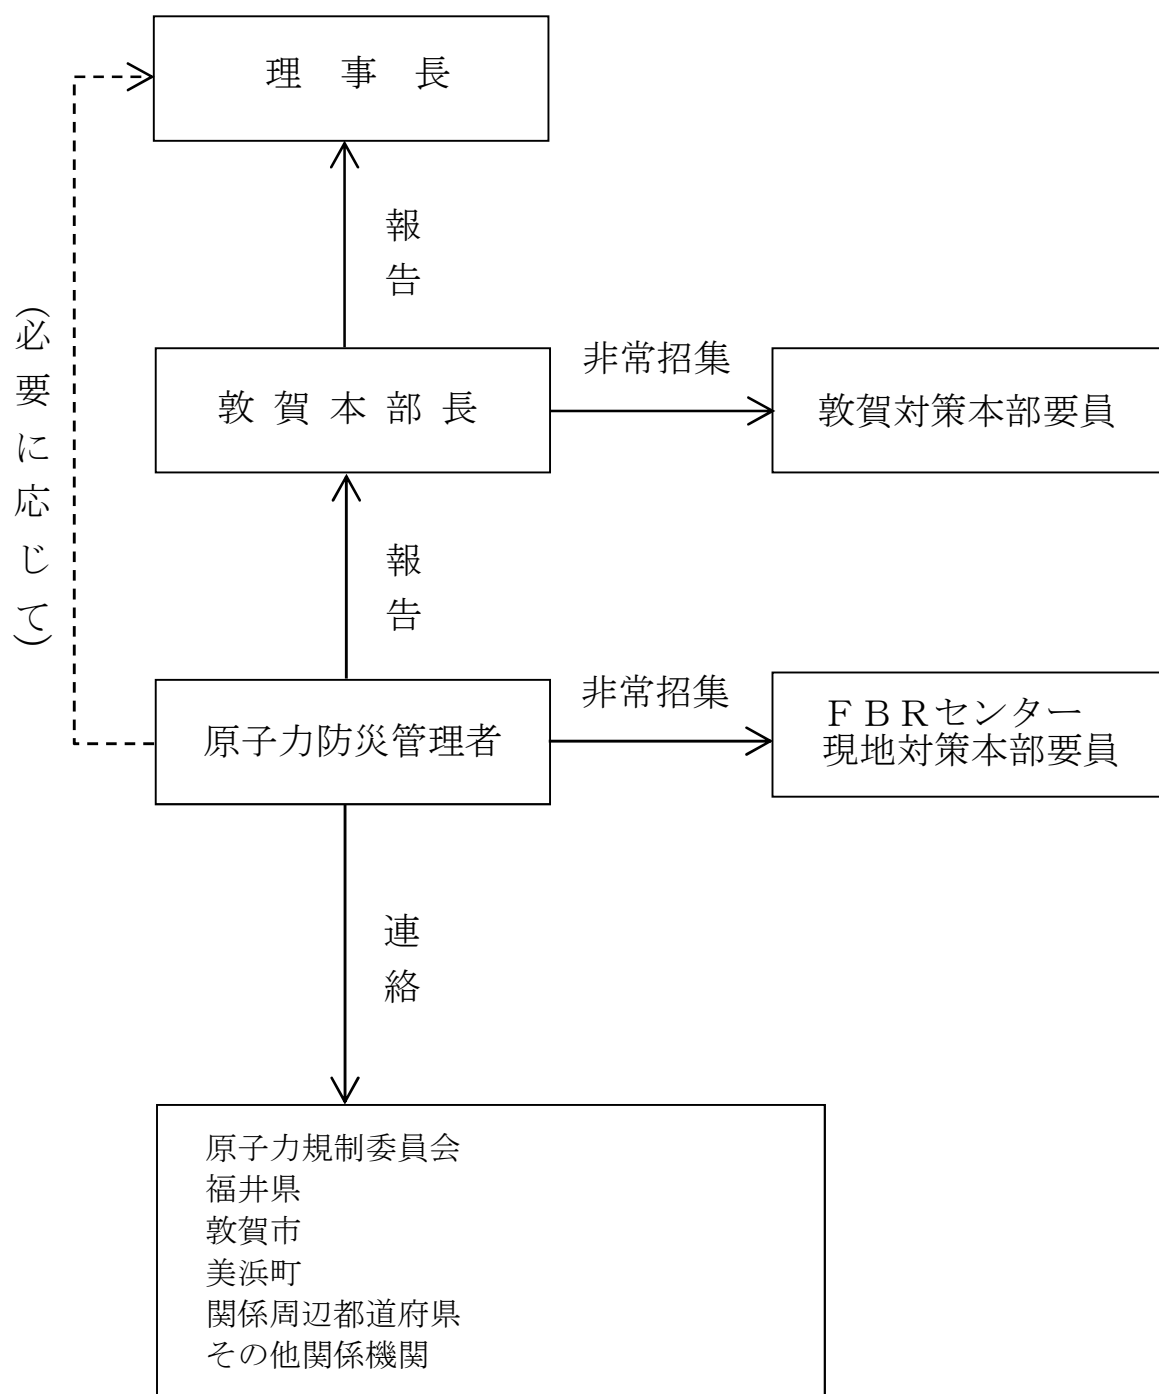 理 事 長
報告
(必要に応じて)
敦 賀 本 部 長
非常招集
敦賀対策本部要員
報告
原子力防災管理者
非常招集
ＦＢＲセンター
現地対策本部要員
連絡
原子力規制委員会
福井県
敦賀市
美浜町
関係周辺都道府県
その他関係機関